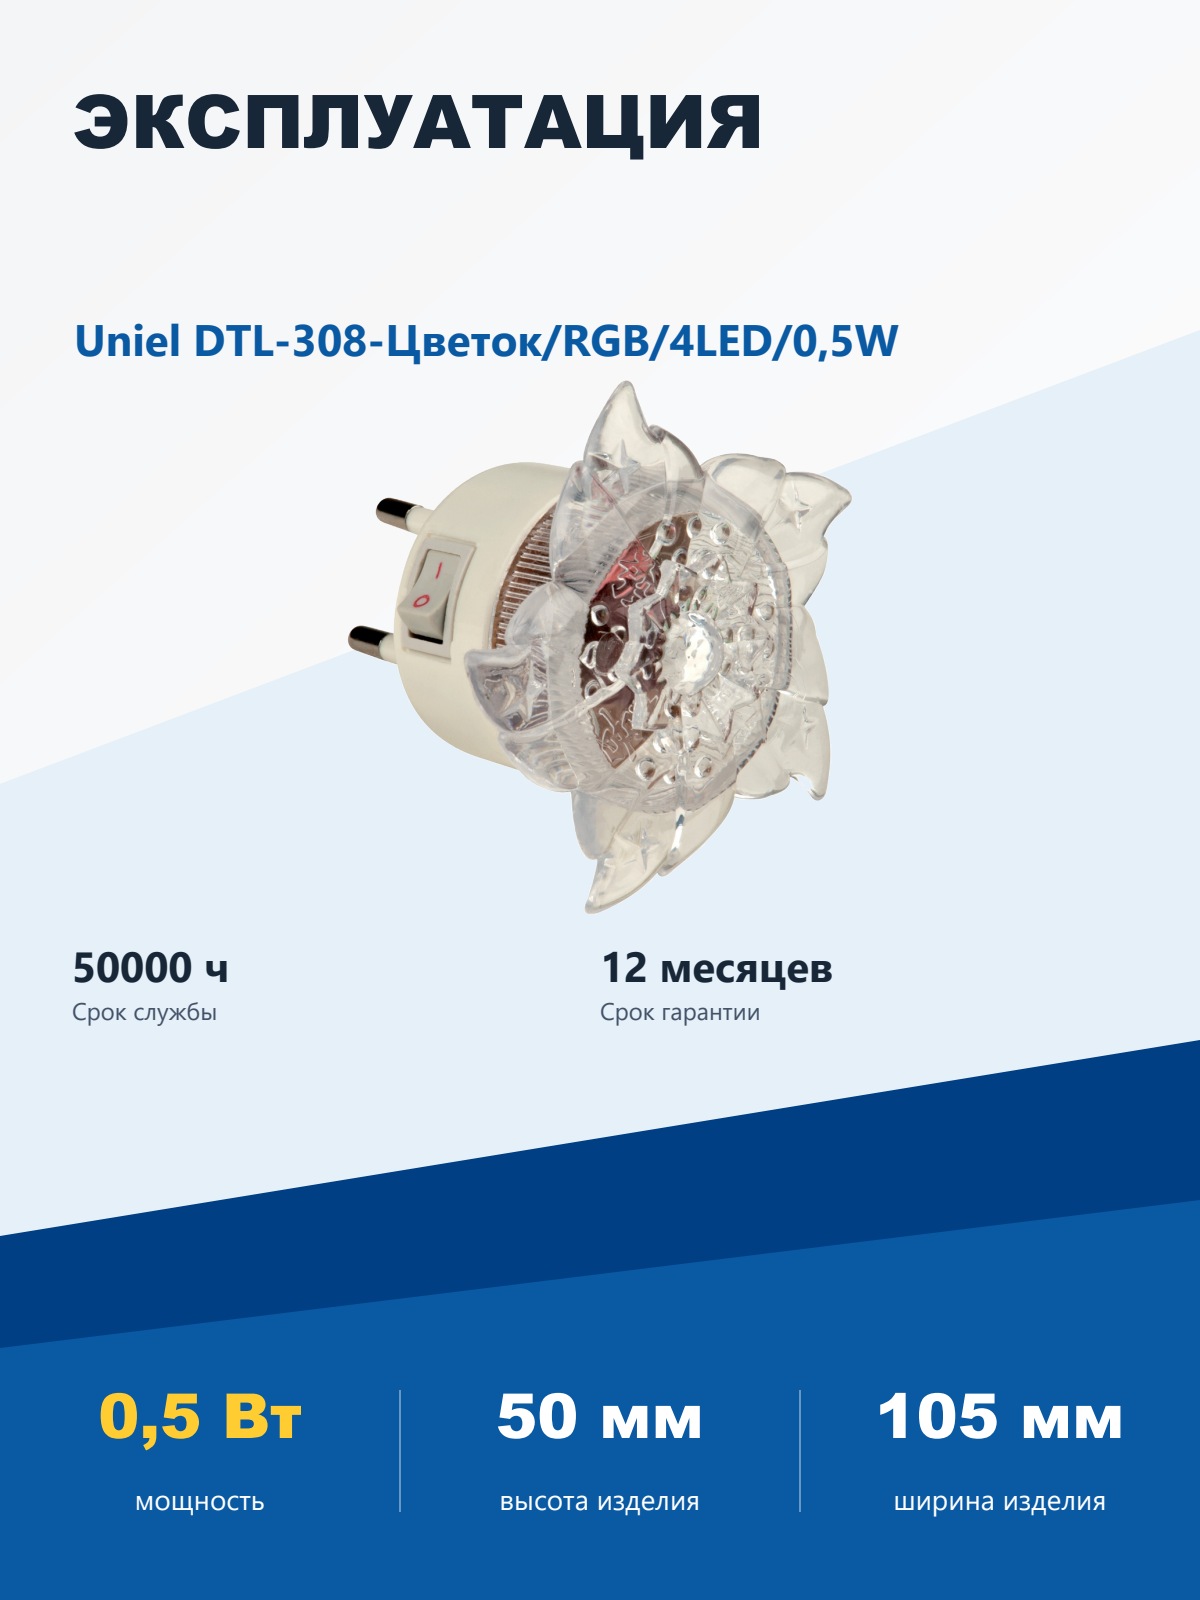 ЭКСПЛУАТАЦИЯ
Uniel DTL-308-Цветок/RGB/4LED/0,5W
50000 ч
Срок службы
12 месяцев
Срок гарантии
0,5 Вт
мощность
50 мм
высота изделия
105 мм
ширина изделия